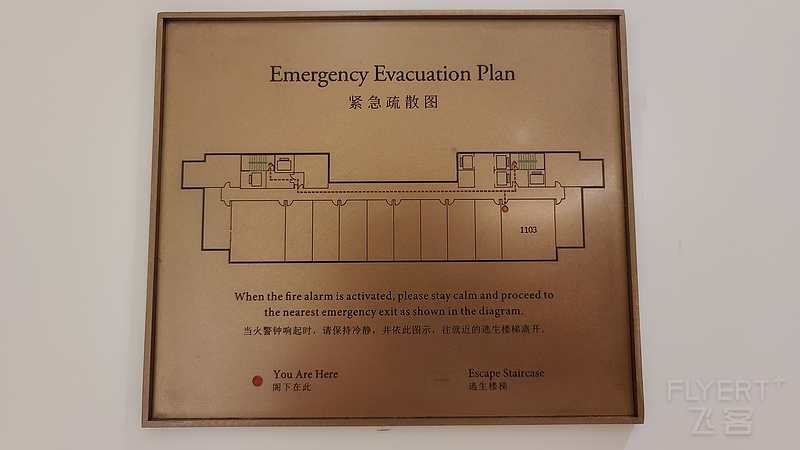 Emergency Evacuation Plan
紧急疏散图
1103
When the fire alarm is activated, please stay calm and proceed to
the nearest emergency exit as shown in the diagram.
当火警钟响起时，请保持冷静，并依此图示，往就近的逃生楼梯离开。
You Are Here
阁下在此
Escape Staircase
逃生楼梯
FLYERT+
飞客